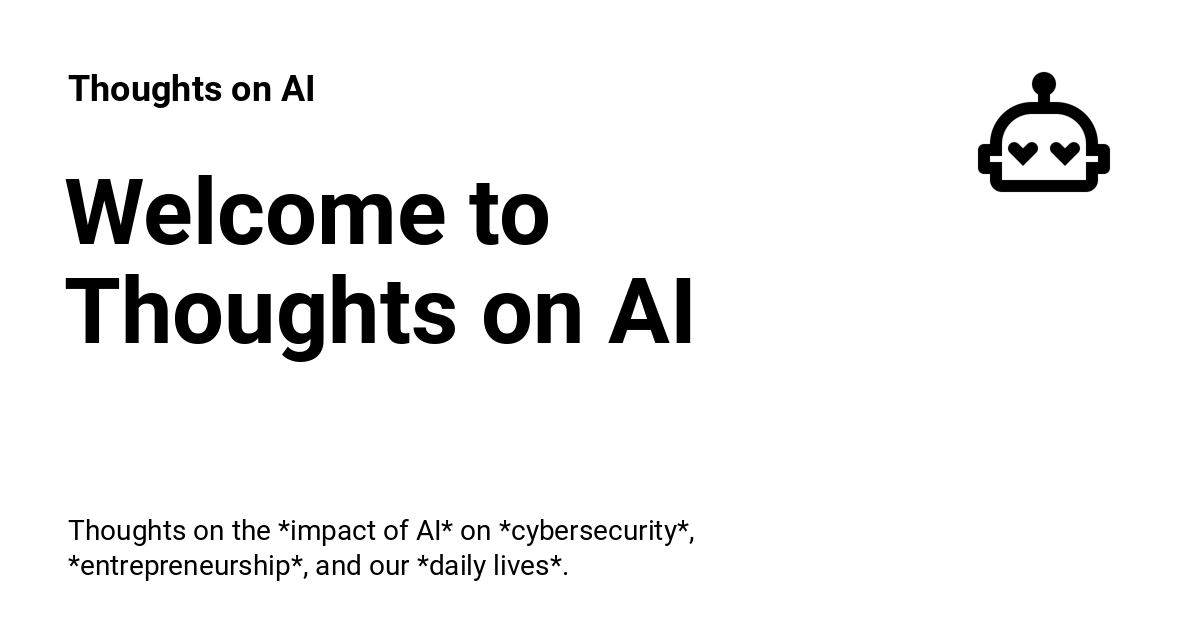 Thoughts on AI
Welcome to
Thoughts on AI
Thoughts on the *impact of AI* on *cybersecurity*,
*entrepreneurship*, and our *daily lives*.